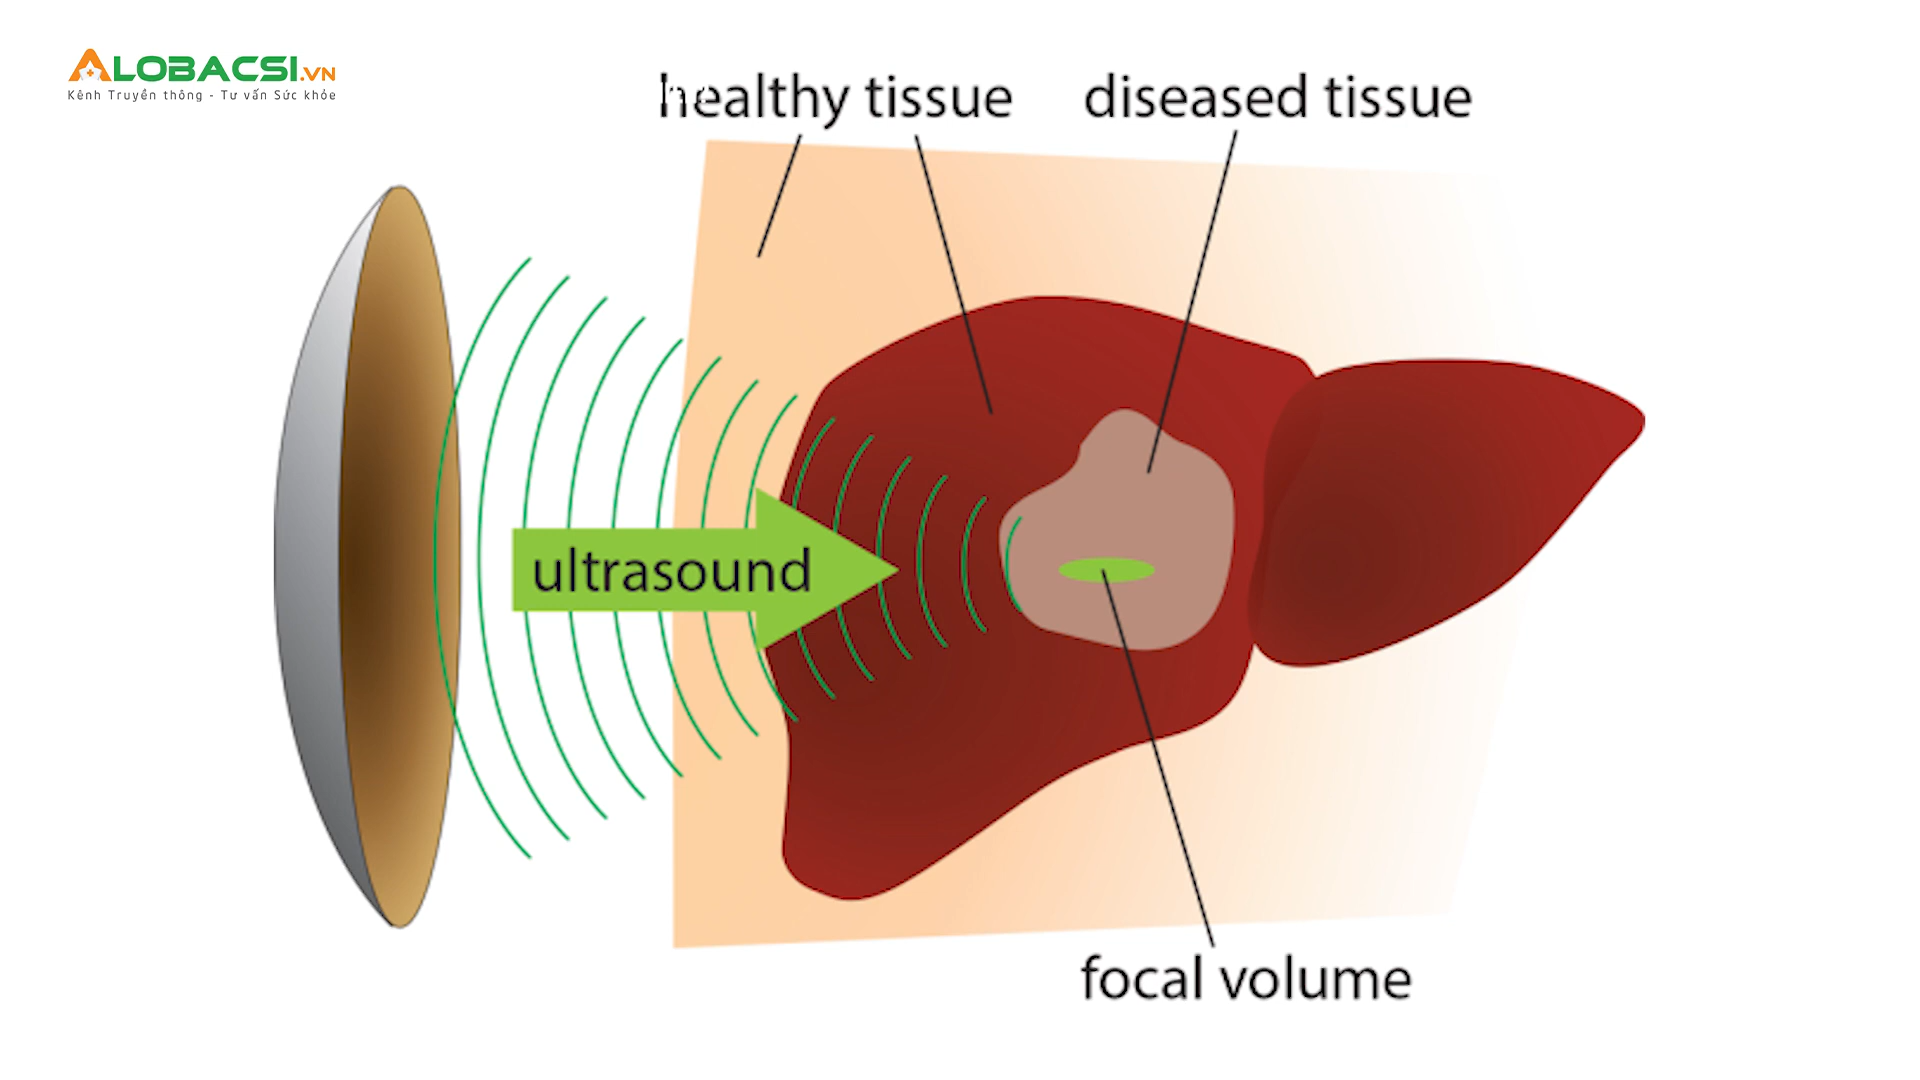 ALOBACSI.VN
Kênh Truyền thông - Tư vấn Sức khỏe
healthy tissue
diseased tissue
ultrasound
focal volume